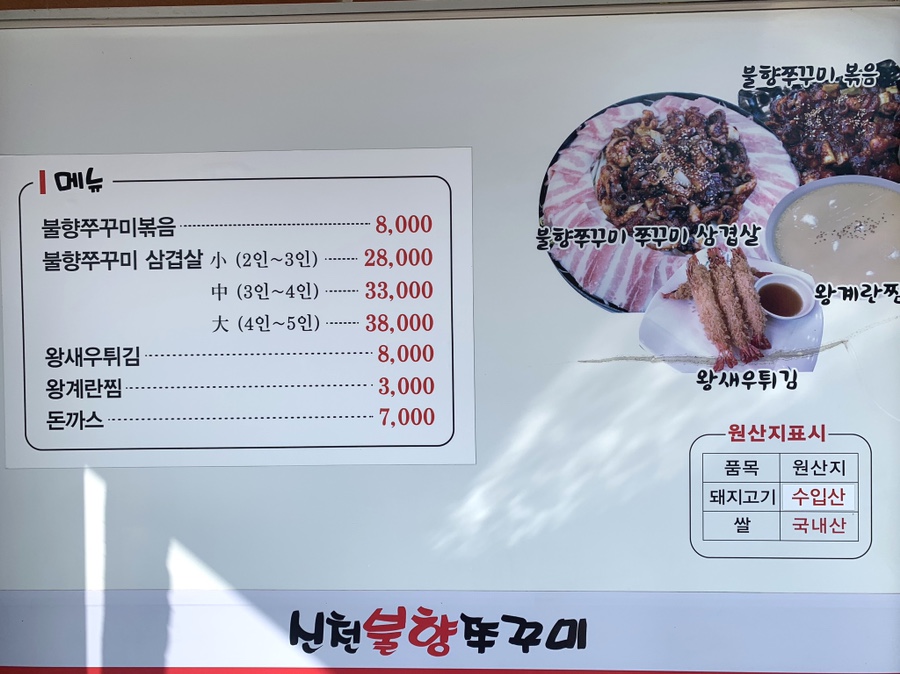 메뉴
불향쭈꾸미볶음 8,000
불향쭈꾸미 삼겹살 小 (2인~3인) 28,000
中 (3인~4인) 33,000
大 (4인~5인) 38,000
왕새우튀김 8,000
왕계란찜 3,000
돈까스 7,000
불향쭈꾸미 볶음
불향쭈꾸미 쭈꾸미 삼겹살
왕계란찜
왕새우튀김
원산지표시
품목 원산지
돼지고기 수입산
쌀 국내산
신천불향쭈꾸미